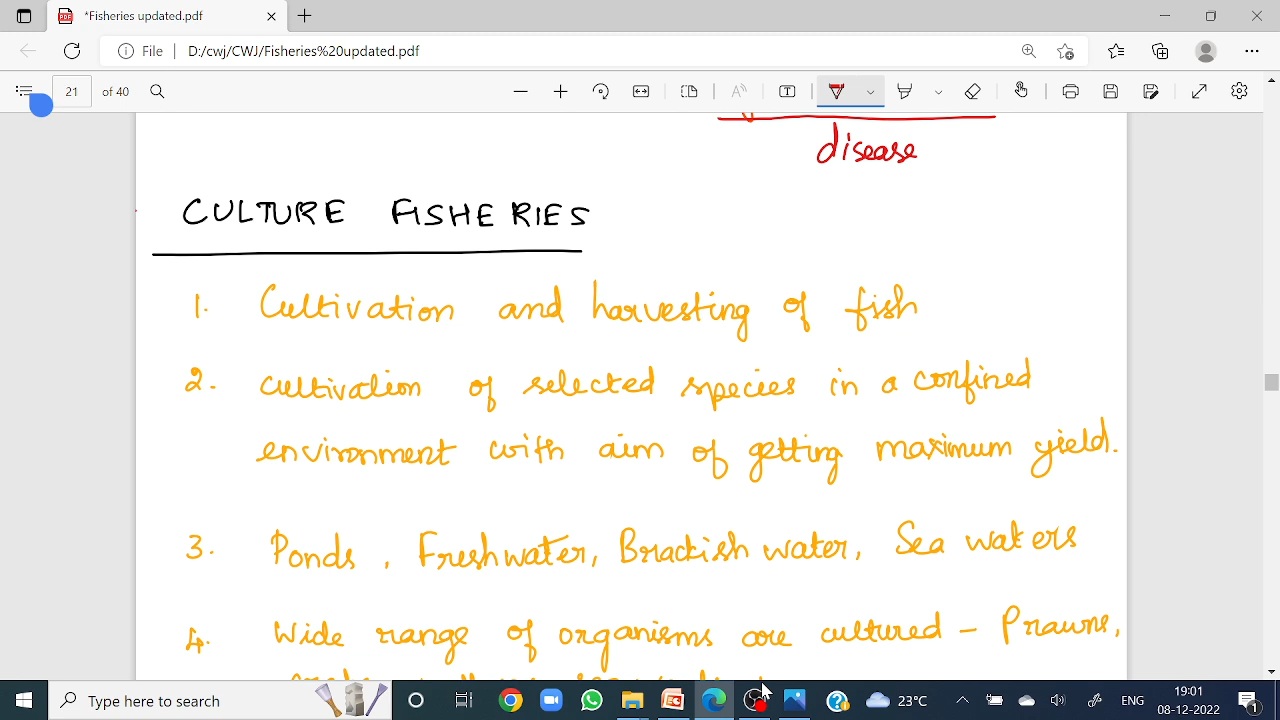 *Fisheries updated.pdf
File | D:/cwj/CWJ/Fisheries%20updated.pdf
21 of 40
disease
CULTURE FISHERIES
1. Cultivation and harvesting of fish
2. cultivation of selected species in a confined
environment with aim of getting maximum yield.
3. Ponds, Freshwater, Brackish water, Sea waters
4. Wide range of organisms are cultured - Prawns,
Type here to search
23°C
ENG
19:01
08-12-2022